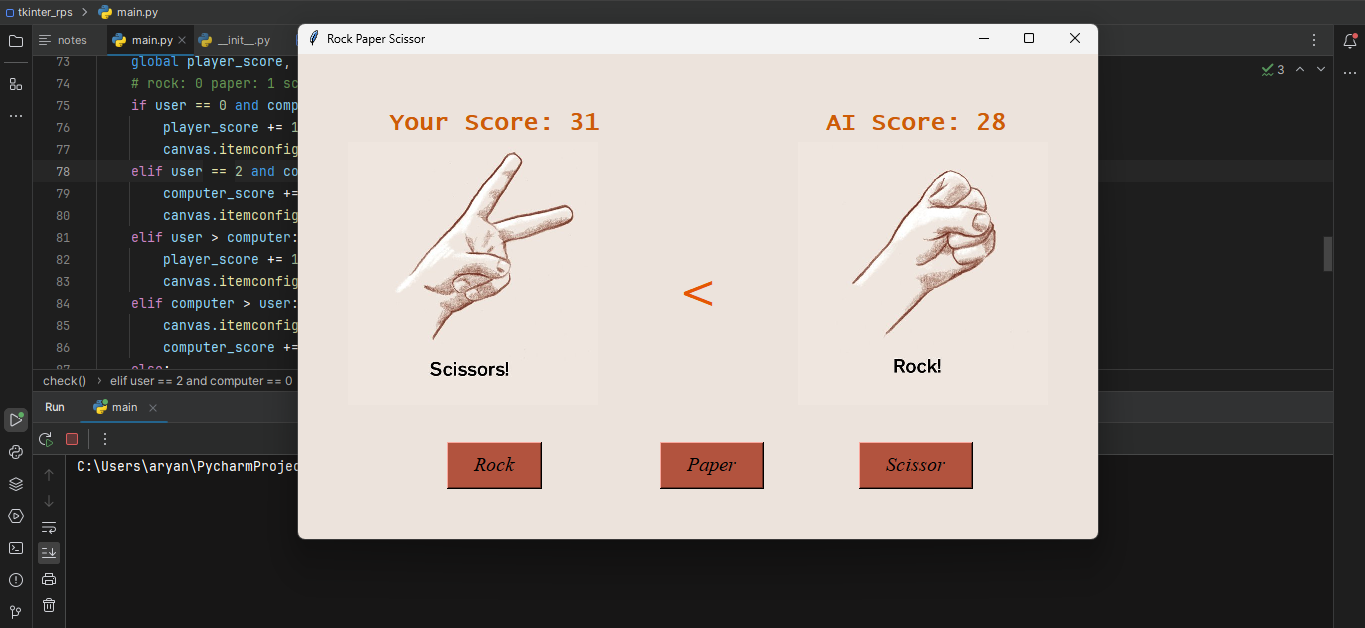 tkinter_rps > main.py
notes
main.py ×
__init__.py
Rock Paper Scissor
3
73 global player_score,
74 # rock: 0 paper: 1 sc
75 if user == 0 and comp
76 player_score += 1
77 canvas.itemconfig
78 elif user == 2 and co
79 computer_score +=
80 canvas.itemconfig
81 elif user > computer:
82 player_score += 1
83 canvas.itemconfig
84 elif computer > user:
85 canvas.itemconfig
86 computer_score +=
87 else:
check() > elif user == 2 and computer == 0
Your Score: 31
AI Score: 28
<
Scissors!
Rock!
Rock
Paper
Scissor
Run
main ×
C:\Users\aryan\PycharmProjec